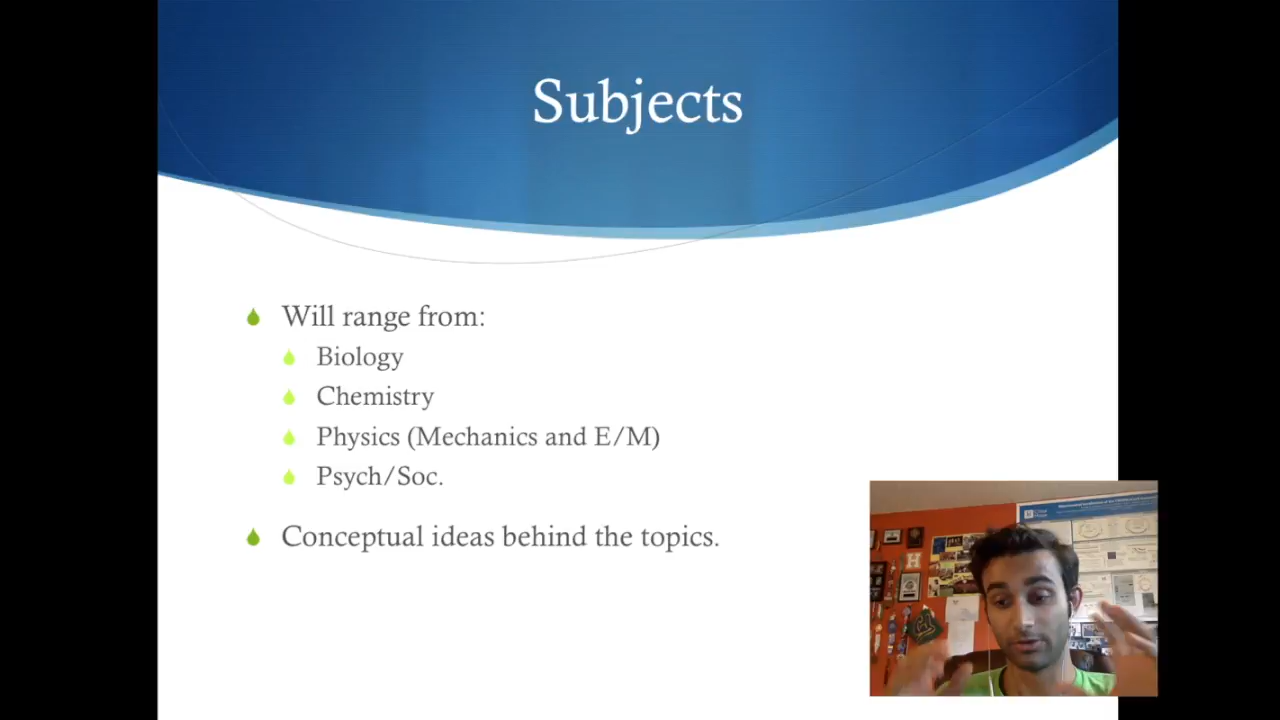 Subjects
Will range from:
Biology
Chemistry
Physics (Mechanics and E/M)
Psych/Soc.
Conceptual ideas behind the topics.
H